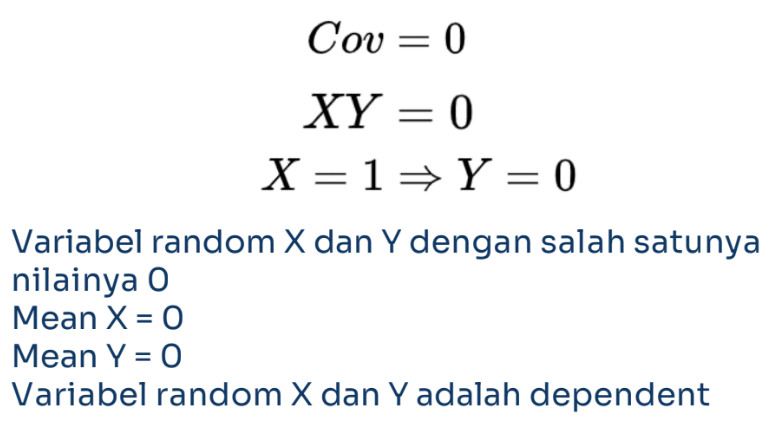 Cov = 0
XY = 0
X = 1 ⇒ Y = 0
Variabel random X dan Y dengan salah satunya
nilainya 0
Mean X = 0
Mean Y = 0
Variabel random X dan Y adalah dependent